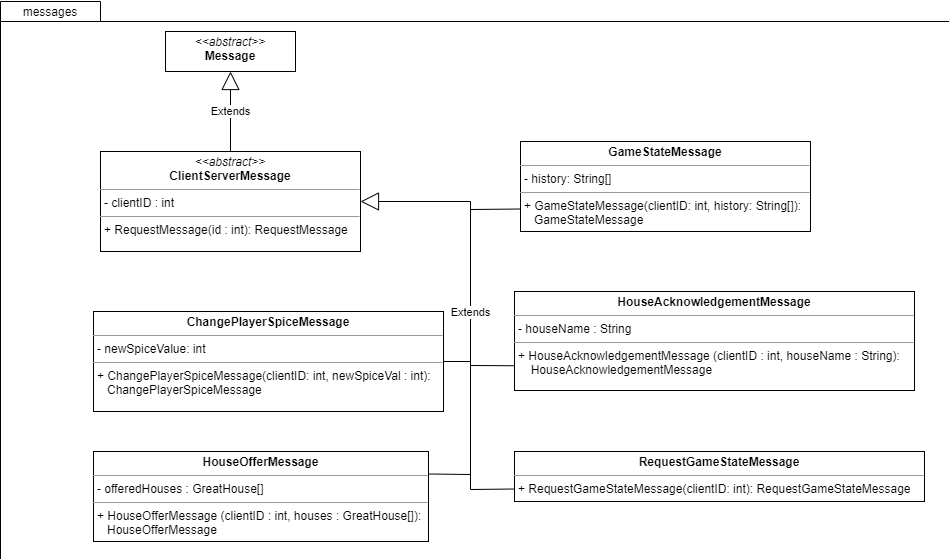 messages
<<abstract>>
Message
Extends
<<abstract>>
ClientServerMessage
- clientID : int
+ RequestMessage(id : int): RequestMessage
GameStateMessage
- history: String[]
+ GameStateMessage(clientID: int, history: String[]):
GameStateMessage
Extends
ChangePlayerSpiceMessage
- newSpiceValue: int
+ ChangePlayerSpiceMessage(clientID: int, newSpiceVal : int):
ChangePlayerSpiceMessage
HouseAcknowledgementMessage
- houseName : String
+ HouseAcknowledgementMessage (clientID : int, houseName : String):
HouseAcknowledgementMessage
HouseOfferMessage
- offeredHouses : GreatHouse[]
+ HouseOfferMessage (clientID : int, houses : GreatHouse[]):
HouseOfferMessage
RequestGameStateMessage
+ RequestGameStateMessage(clientID: int): RequestGameStateMessage